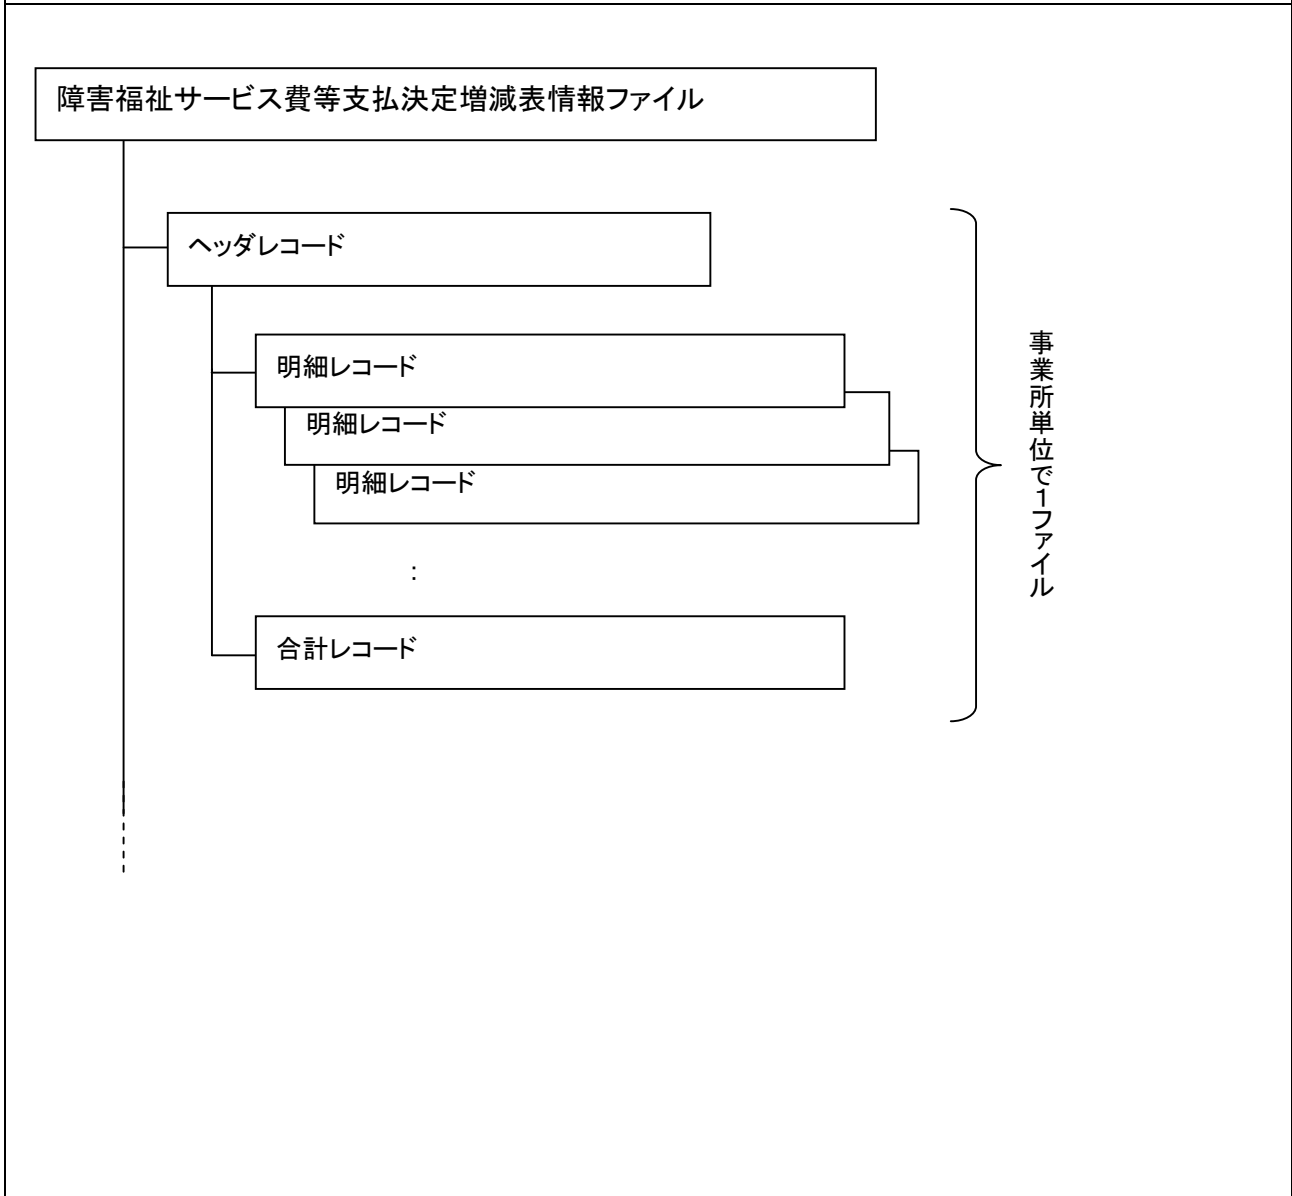 障害福祉サービス費等支払決定増減表情報ファイル
ヘッダレコード
明細レコード
明細レコード
明細レコード
:
合計レコード
事業所単位で1ファイル